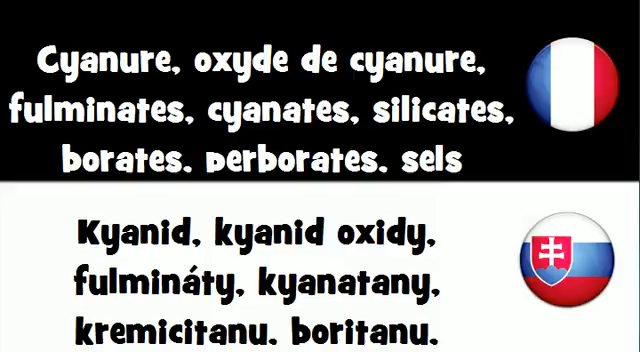 Cyanure, oxyde de cyanure,
fulminates, cyanates, silicates,
borates. perborates. sels
Kyanid, kyanid oxidy,
fulmináty, kyanatany,
kremicitanu. boritanu.